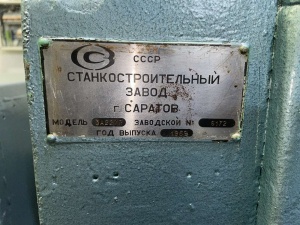 СССР
СТАНКОСТРОИТЕЛЬНЫЙ
ЗАВОД
г. САРАТОВ
МОДЕЛЬ ЗАВОДСКОЙ №
ГОД ВЫПУСКА